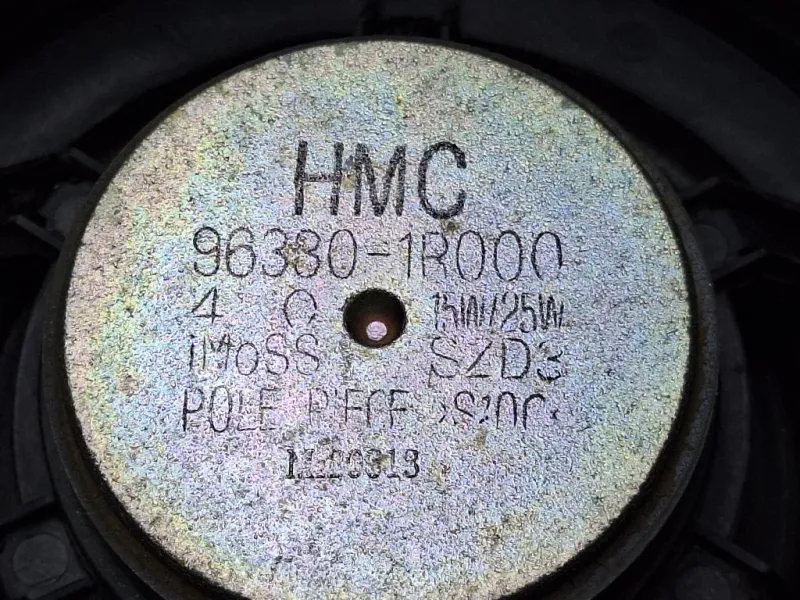 HMC
96330-1R000
4 Ω 15W/25W
iMoSS SZD3
POLE PIECE